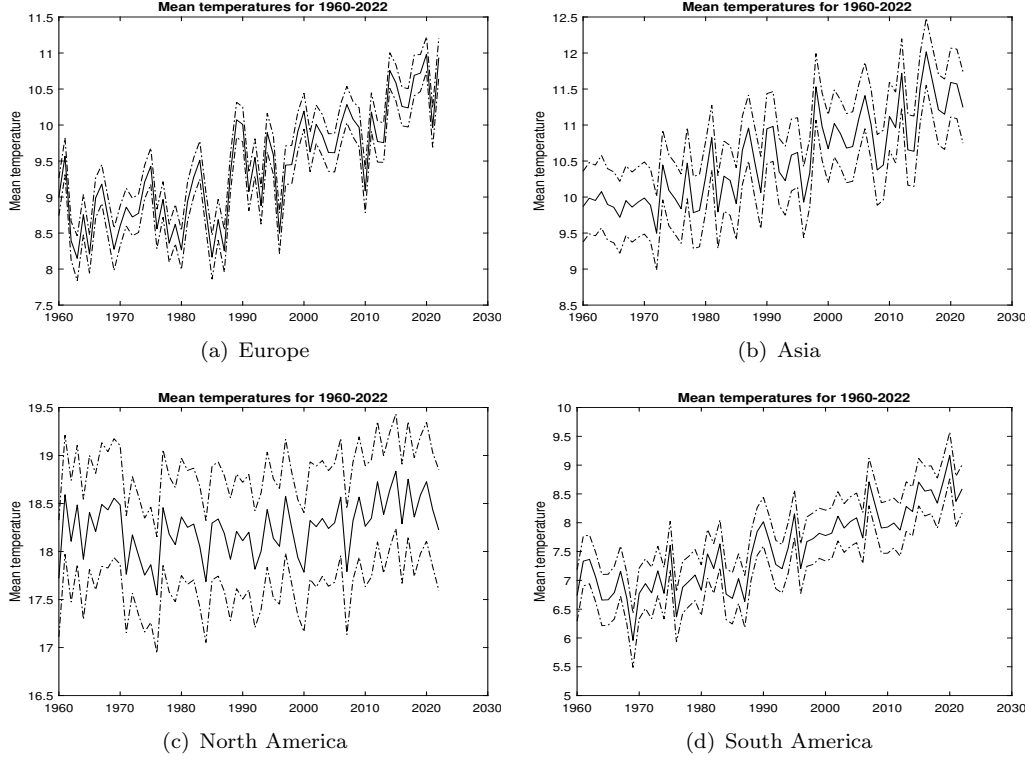 Mean temperatures for 1960-2022
Mean temperature
11.5
11
10.5
10
9.5
9
8.5
8
7.5
1960 1970 1980 1990 2000 2010 2020 2030
(a) Europe
Mean temperatures for 1960-2022
Mean temperature
12.5
12
11.5
11
10.5
10
9.5
9
8.5
1960 1970 1980 1990 2000 2010 2020 2030
(b) Asia
Mean temperatures for 1960-2022
Mean temperature
19.5
19
18.5
18
17.5
17
16.5
1960 1970 1980 1990 2000 2010 2020 2030
(c) North America
Mean temperatures for 1960-2022
Mean temperature
10
9.5
9
8.5
8
7.5
7
6.5
6
5.5
5
1960 1970 1980 1990 2000 2010 2020 2030
(d) South America